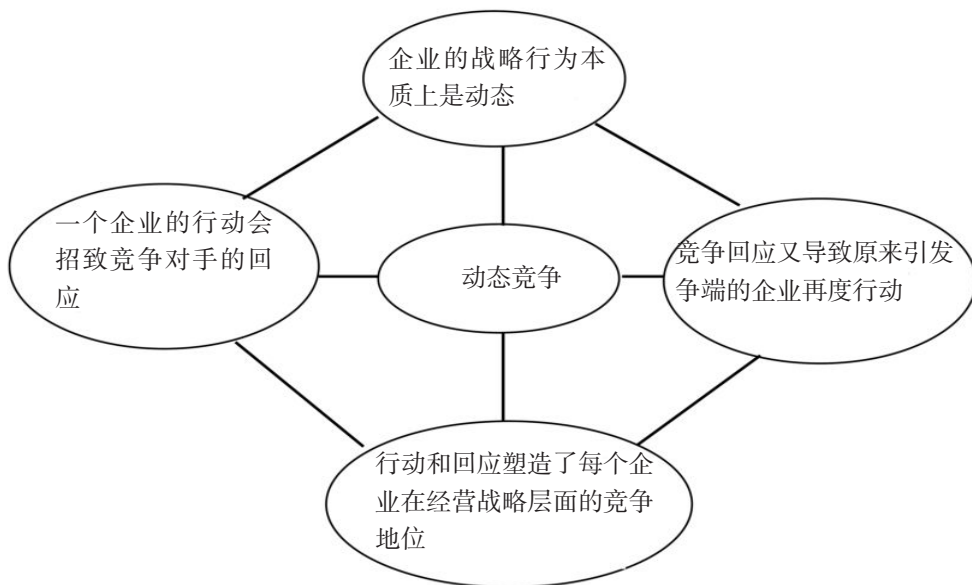 企业的战略行为本
质上是动态
一个企业的行动会
招致竞争对手的回
应
动态竞争
竞争回应又导致原来引发
争端的企业再度行动
行动和回应塑造了每个企
业在经营战略层面的竞争
地位